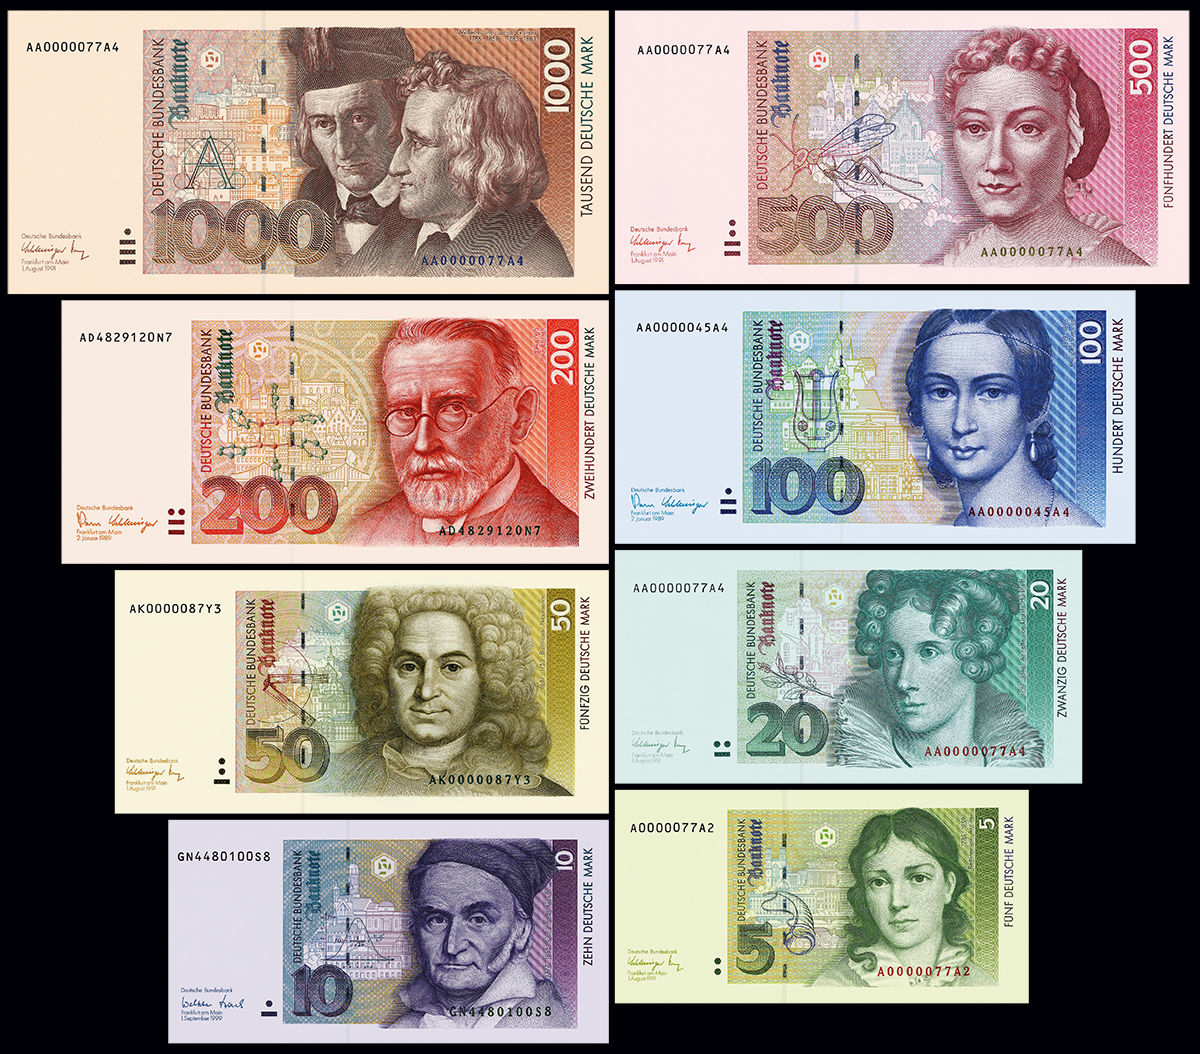 AA0000077A4
DEUTSCHE BUNDESBANK
Banknote
1000
TAUSEND DEUTSCHE MARK
A
1000
Deutsche Bundesbank
Frankfurt am Main
1. August 1991
AA0000077A4
AA0000077A4
DEUTSCHE BUNDESBANK
Banknote
500
FÜNFHUNDERT DEUTSCHE MARK
500
Deutsche Bundesbank
Frankfurt am Main
1. August 1991
AA0000077A4
AD4829120N7
DEUTSCHE BUNDESBANK
Banknote
200
ZWEIHUNDERT DEUTSCHE MARK
200
Deutsche Bundesbank
Frankfurt am Main
2. Januar 1989
AD4829120N7
AA0000045A4
DEUTSCHE BUNDESBANK
Banknote
100
HUNDERT DEUTSCHE MARK
100
Deutsche Bundesbank
Frankfurt am Main
2. Januar 1989
AA0000045A4
AK0000087Y3
DEUTSCHE BUNDESBANK
Banknote
50
FÜNFZIG DEUTSCHE MARK
50
Deutsche Bundesbank
Frankfurt am Main
1. August 1991
AK0000087Y3
AA0000077A4
DEUTSCHE BUNDESBANK
Banknote
20
ZWANZIG DEUTSCHE MARK
20
Deutsche Bundesbank
Frankfurt am Main
1. August 1991
AA0000077A4
GN4480100S8
DEUTSCHE BUNDESBANK
Banknote
10
ZEHN DEUTSCHE MARK
10
Deutsche Bundesbank
Frankfurt am Main
1. September 1999
GN4480100S8
A0000077A2
DEUTSCHE BUNDESBANK
Banknote
5
FÜNF DEUTSCHE MARK
5
Deutsche Bundesbank
Frankfurt am Main
1. August 1991
A0000077A2